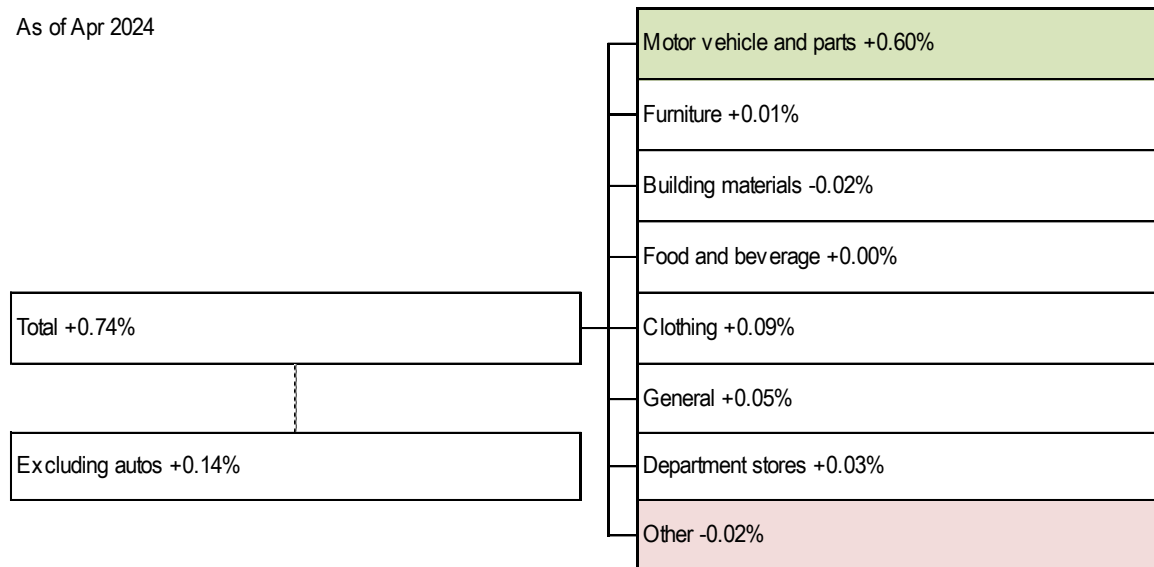 As of Apr 2024
Motor vehicle and parts +0.60%
Furniture +0.01%
Building materials -0.02%
Food and beverage +0.00%
Total +0.74%
Clothing +0.09%
General +0.05%
Excluding autos +0.14%
Department stores +0.03%
Other -0.02%